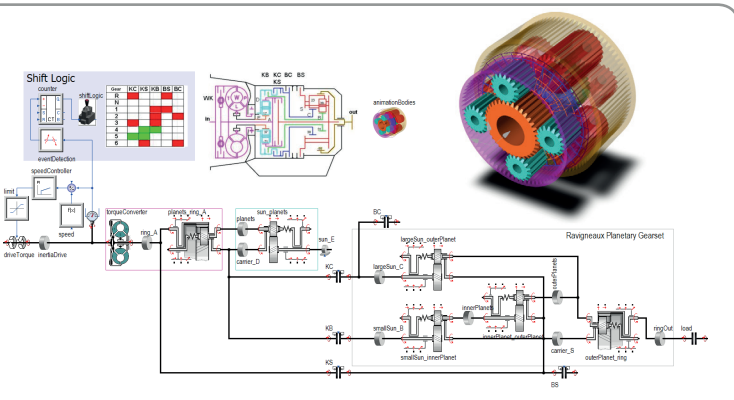 Shift Logic
counter
shiftLogic
eventDetection
Gear KC KS KB BS BC
R
N
1
2
3
4
5
6
KB KC BC BS
KS
WK
in
out
animationBodies
speedController
limit
speed
driveTorque
inertiaDrive
torqueConverter
ring_A
planets_ring_A
planets
sun_planets
carrier_D
sun_E
BC
Ravigneaux Planetary Gearset
largeSun_outerPlanet
KC
largeSun_C
outerPlanets
innerPlanets
innerPlanet_outerPlanet
KB
smallSun_B
smallSun_innerPlanet
carrier_S
outerPlanet_ring
ringOut
load
KS
BS